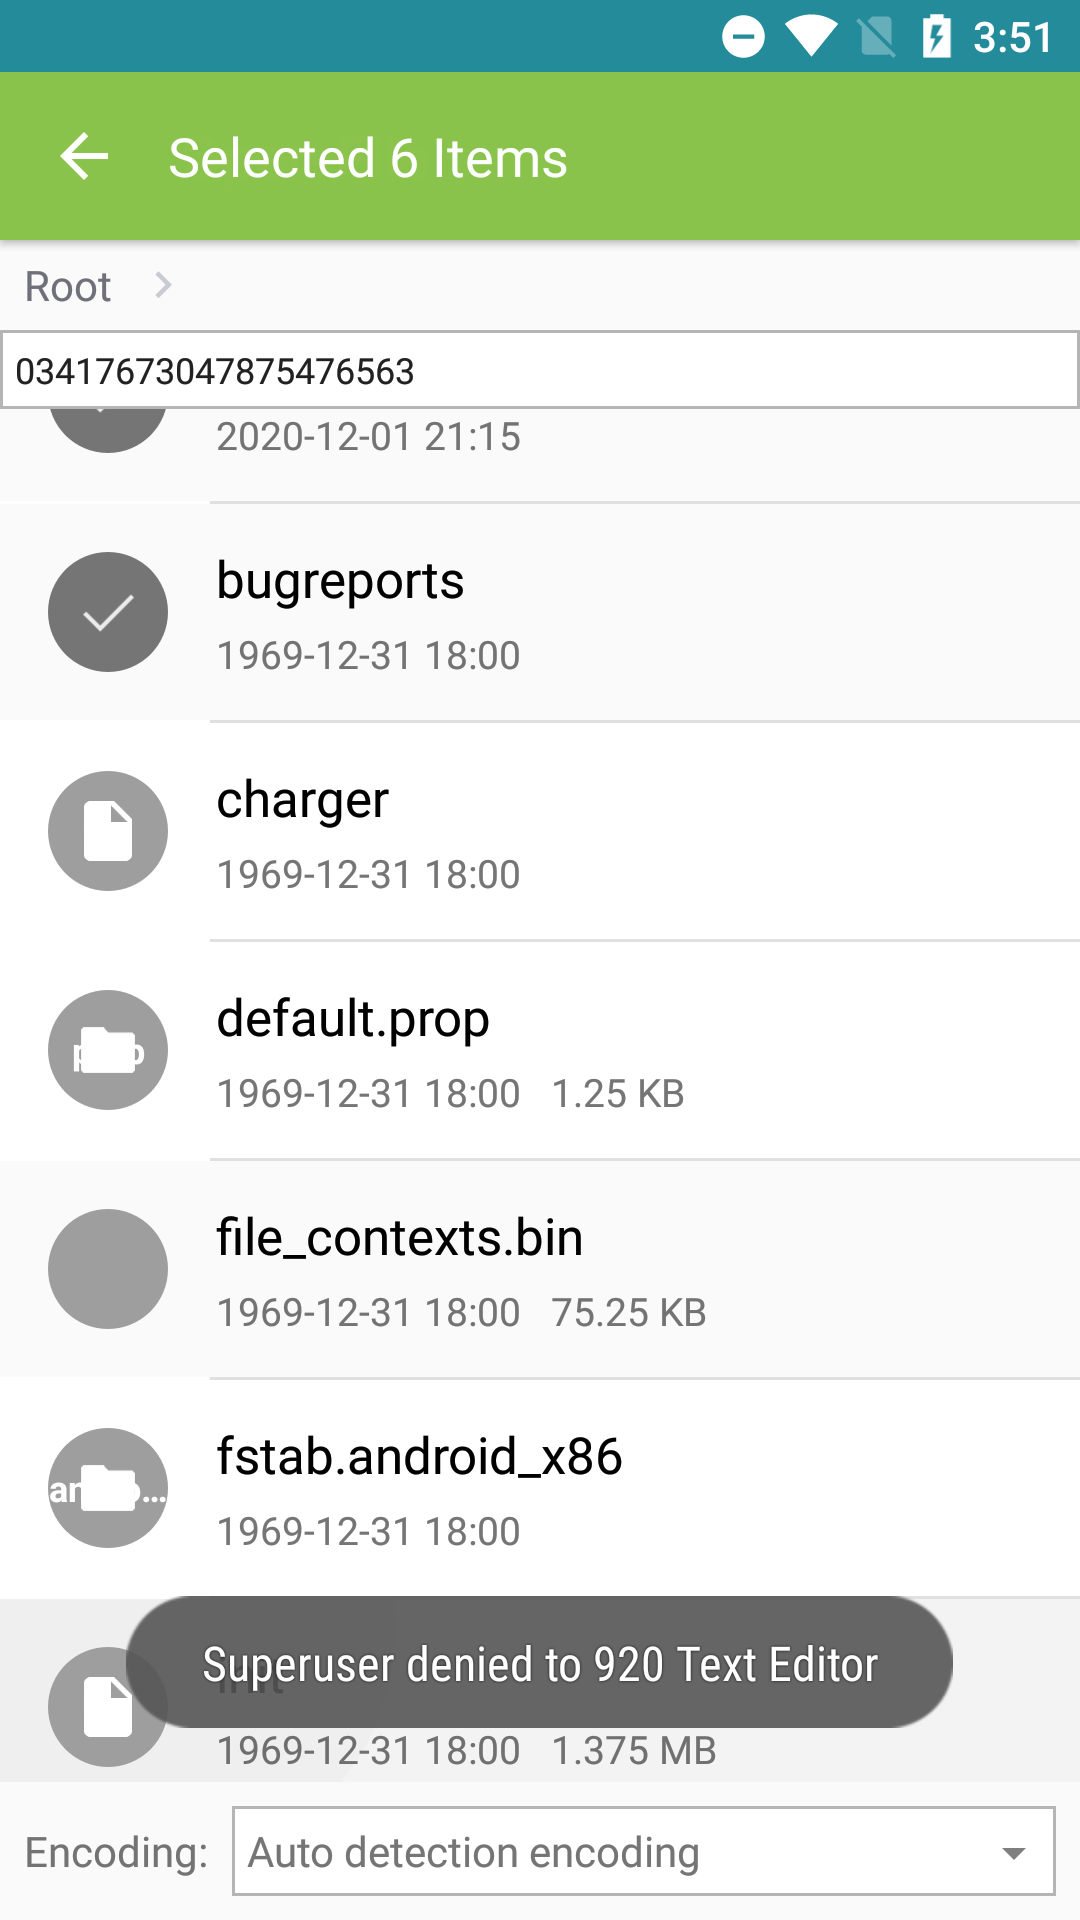 3:51
Selected 6 Items
Root
03417673047875476563
2020-12-01 21:15
bugreports
1969-12-31 18:00
charger
1969-12-31 18:00
default.prop
1969-12-31 18:00 1.25 KB
file_contexts.bin
1969-12-31 18:00 75.25 KB
fstab.android_x86
1969-12-31 18:00
Superuser denied to 920 Text Editor
1969-12-31 18:00 1.375 MB
Encoding: Auto detection encoding